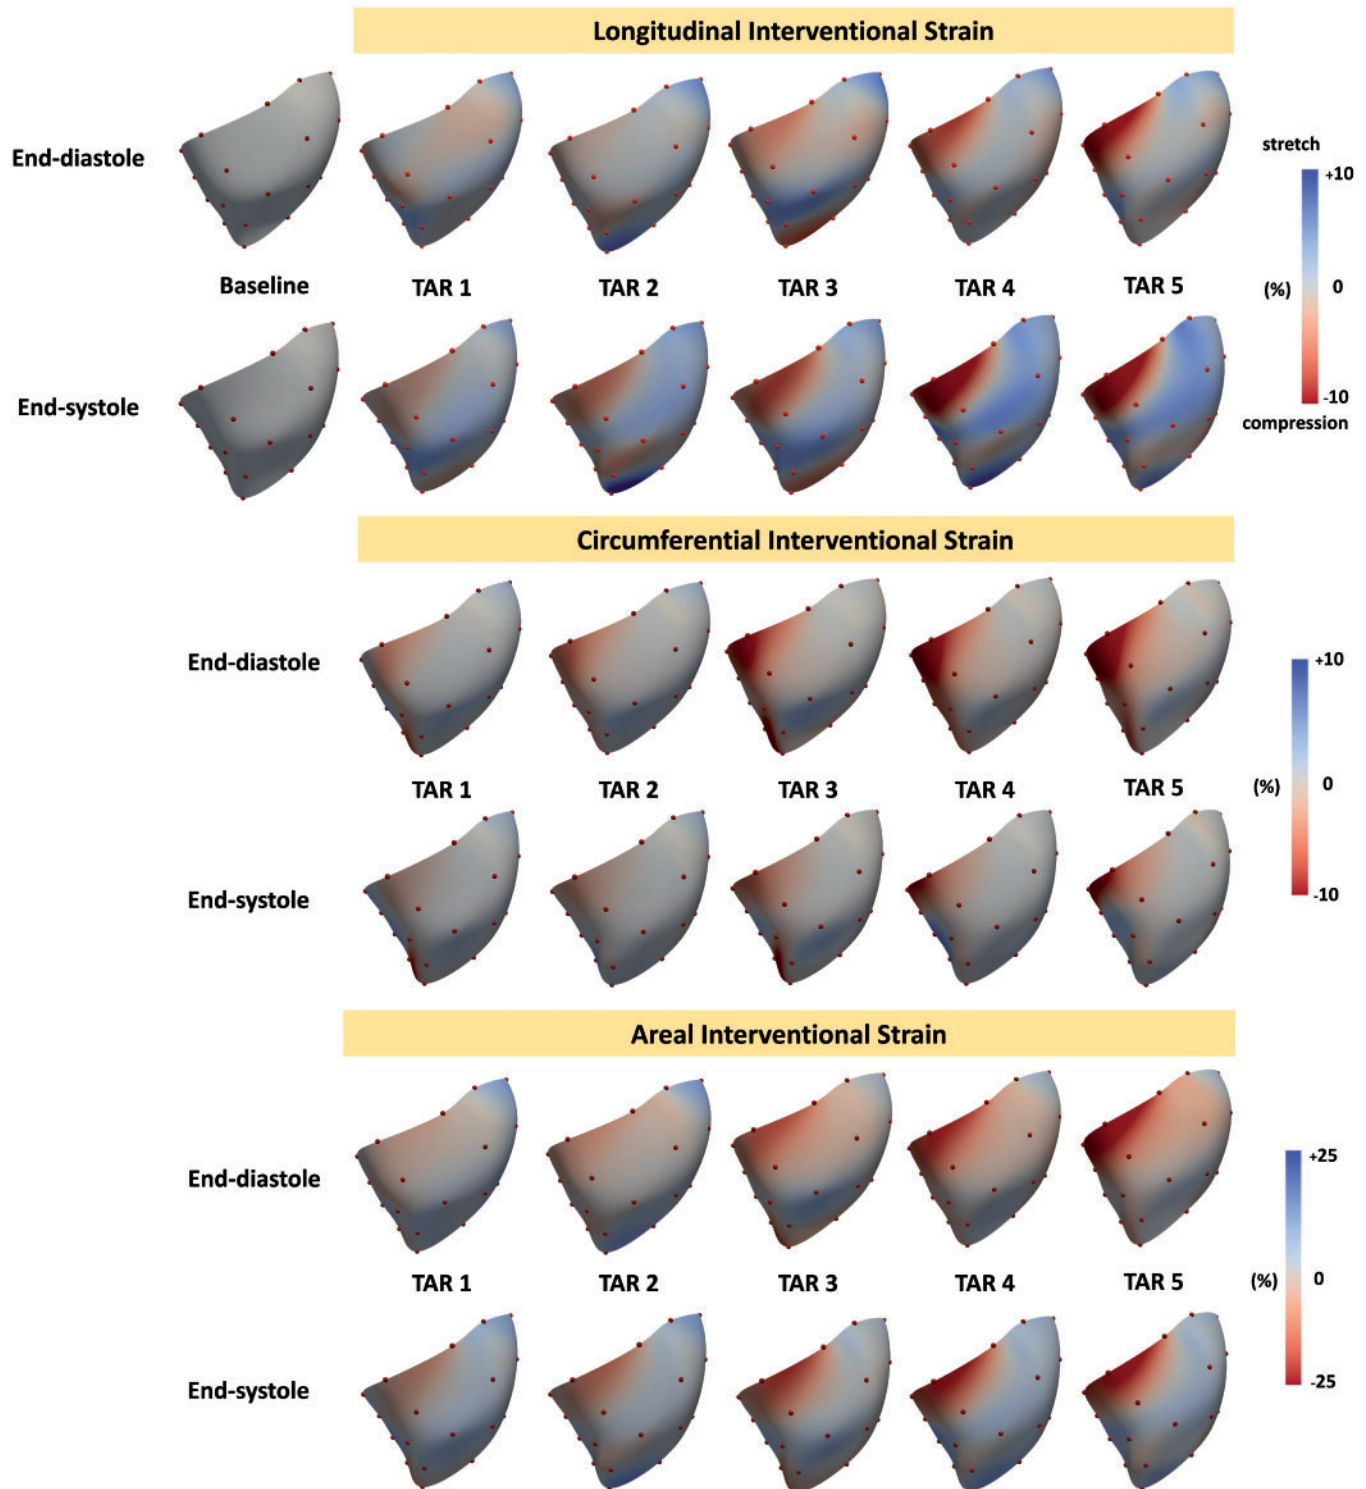 Longitudinal Interventional Strain
End-diastole
stretch
+10
Baseline
TAR 1
TAR 2
TAR 3
TAR 4
TAR 5
(%)
0
End-systole
-10
compression
Circumferential Interventional Strain
End-diastole
+10
TAR 1
TAR 2
TAR 3
TAR 4
TAR 5
(%)
0
End-systole
-10
Areal Interventional Strain
End-diastole
+25
TAR 1
TAR 2
TAR 3
TAR 4
TAR 5
(%)
0
End-systole
-25